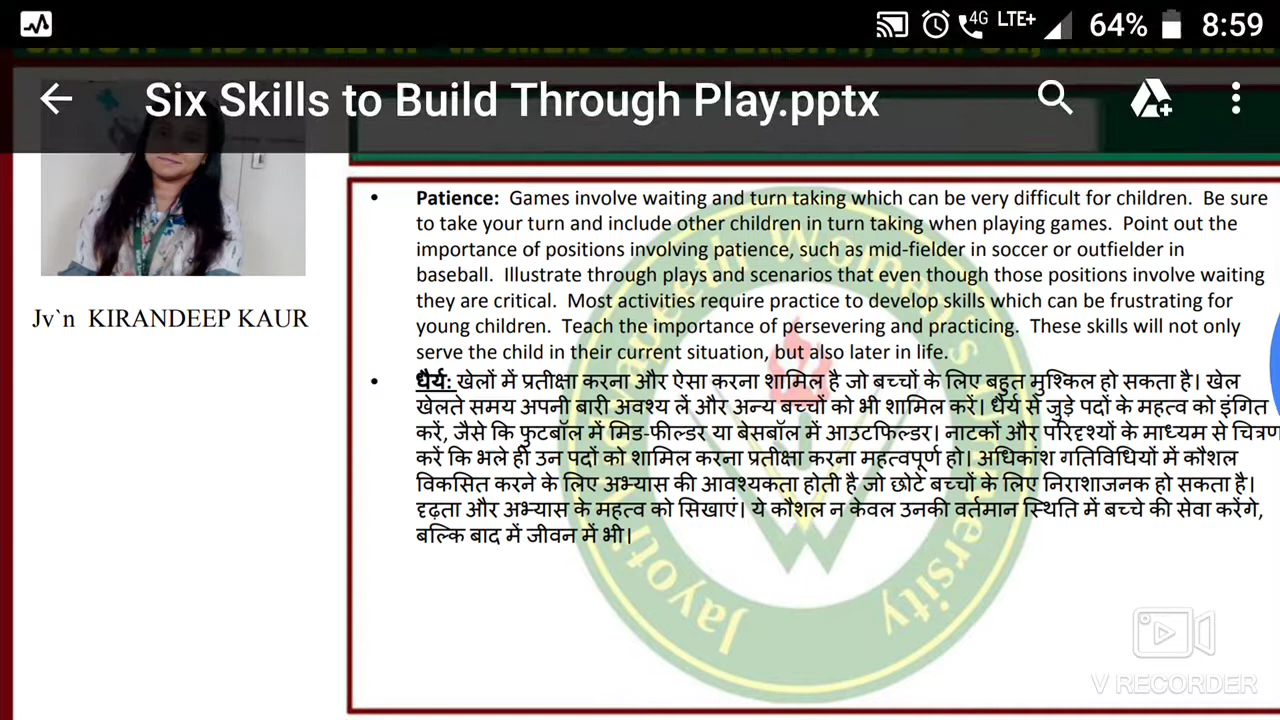 4G LTE+ 64% 8:59
Six Skills to Build Through Play.pptx
Jv`n KIRANDEEP KAUR
• Patience: Games involve waiting and turn taking which can be very difficult for children. Be sure
to take your turn and include other children in turn taking when playing games. Point out the
importance of positions involving patience, such as mid-fielder in soccer or outfielder in
baseball. Illustrate through plays and scenarios that even though those positions involve waiting
they are critical. Most activities require practice to develop skills which can be frustrating for
young children. Teach the importance of persevering and practicing. These skills will not only
serve the child in their current situation, but also later in life.
• धैर्य: खेलों में प्रतीक्षा करना और ऐसा करना शामिल है जो बच्चों के लिए बहुत मुश्किल हो सकता है। खेल
खेलते समय अपनी बारी अवश्य लें और अन्य बच्चों को भी शामिल करें। धैर्य से जुड़े पदों के महत्व को इंगित
करें, जैसे कि फुटबॉल में मिड-फील्डर या बेसबॉल में आउटफिल्डर। नाटकों और परिदृश्यों के माध्यम से चित्रण
करें कि भले ही उन पदों को शामिल करना प्रतीक्षा करना महत्वपूर्ण हो। अधिकांश गतिविधियों में कौशल
विकसित करने के लिए अभ्यास की आवश्यकता होती है जो छोटे बच्चों के लिए निराशाजनक हो सकता है।
दृढ़ता और अभ्यास के महत्व को सिखाएं। ये कौशल न केवल उनकी वर्तमान स्थिति में बच्चे की सेवा करेंगे,
बल्कि बाद में जीवन में भी।
Jayoti Vidyapeeth Women's University
V RECORDER